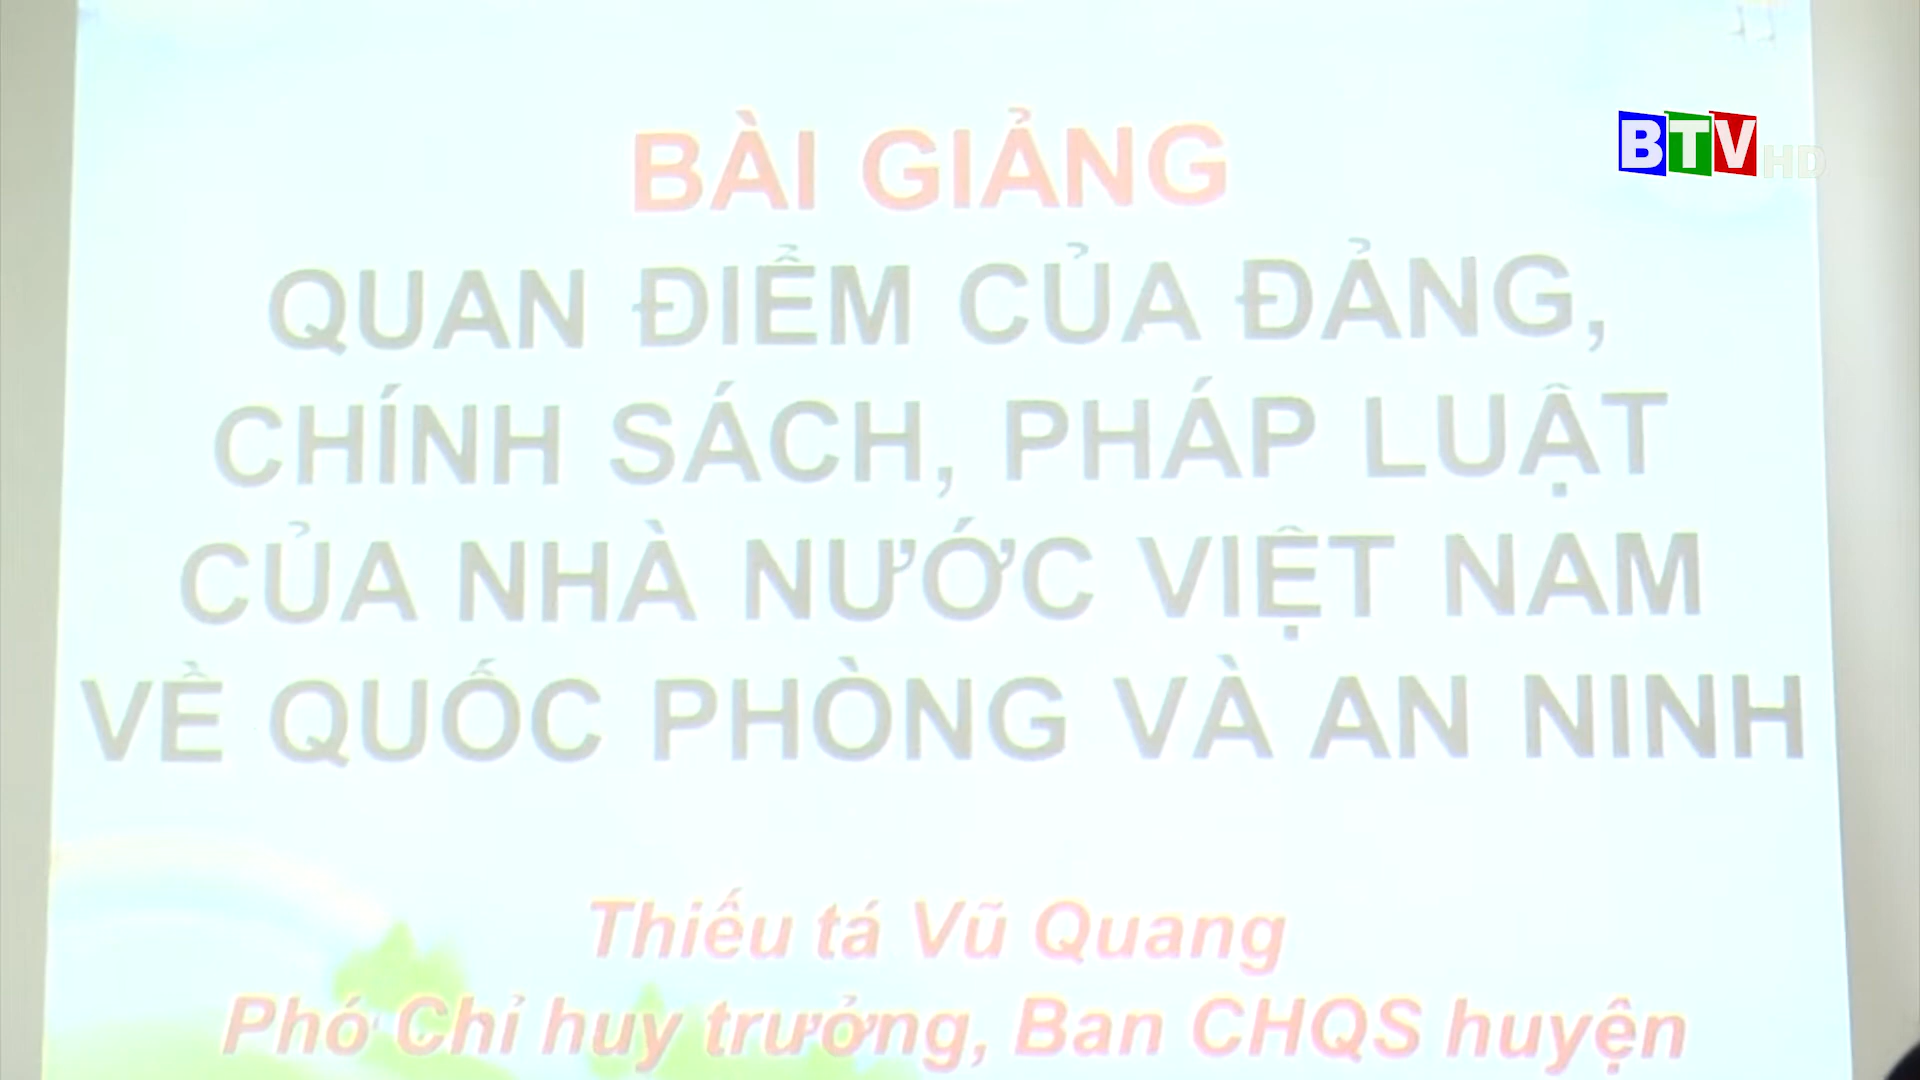 BTV HD
BÀI GIẢNG
QUAN ĐIỂM CỦA ĐẢNG,
CHÍNH SÁCH, PHÁP LUẬT
CỦA NHÀ NƯỚC VIỆT NAM
VỀ QUỐC PHÒNG VÀ AN NINH
Thiếu tá Vũ Quang
Phó Chỉ huy trưởng, Ban CHQS huyện